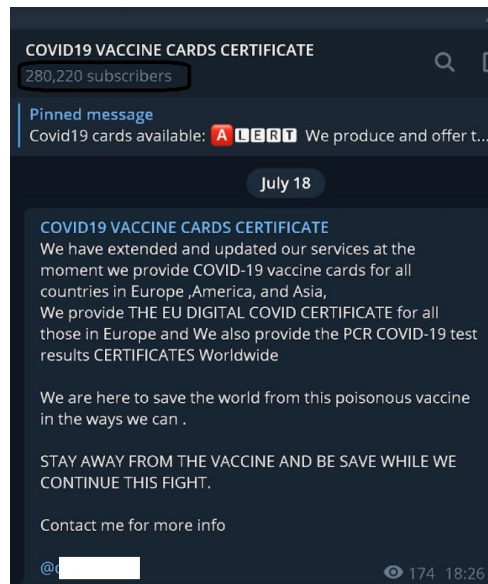 COVID19 VACCINE CARDS CERTIFICATE
280,220 subscribers
Pinned message
Covid19 cards available: 🅰🅻🅴🆁🆃 We produce and offer t...
July 18
COVID19 VACCINE CARDS CERTIFICATE
We have extended and updated our services at the
moment we provide COVID-19 vaccine cards for all
countries in Europe ,America, and Asia,
We provide THE EU DIGITAL COVID CERTIFICATE for all
those in Europe and We also provide the PCR COVID-19 test
results CERTIFICATES Worldwide
We are here to save the world from this poisonous vaccine
in the ways we can .
STAY AWAY FROM THE VACCINE AND BE SAVE WHILE WE
CONTINUE THIS FIGHT.
Contact me for more info
174 18:26